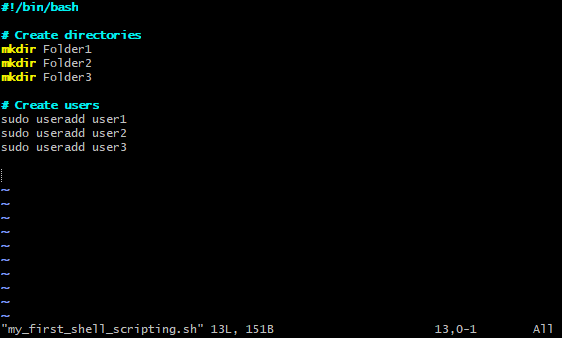 #!/bin/bash
# Create directories
mkdir Folder1
mkdir Folder2
mkdir Folder3
# Create users
sudo useradd user1
sudo useradd user2
sudo useradd user3
~
~
~
~
~
~
~
~
~
~
"my_first_shell_scripting.sh" 13L, 151B 13,0-1 All